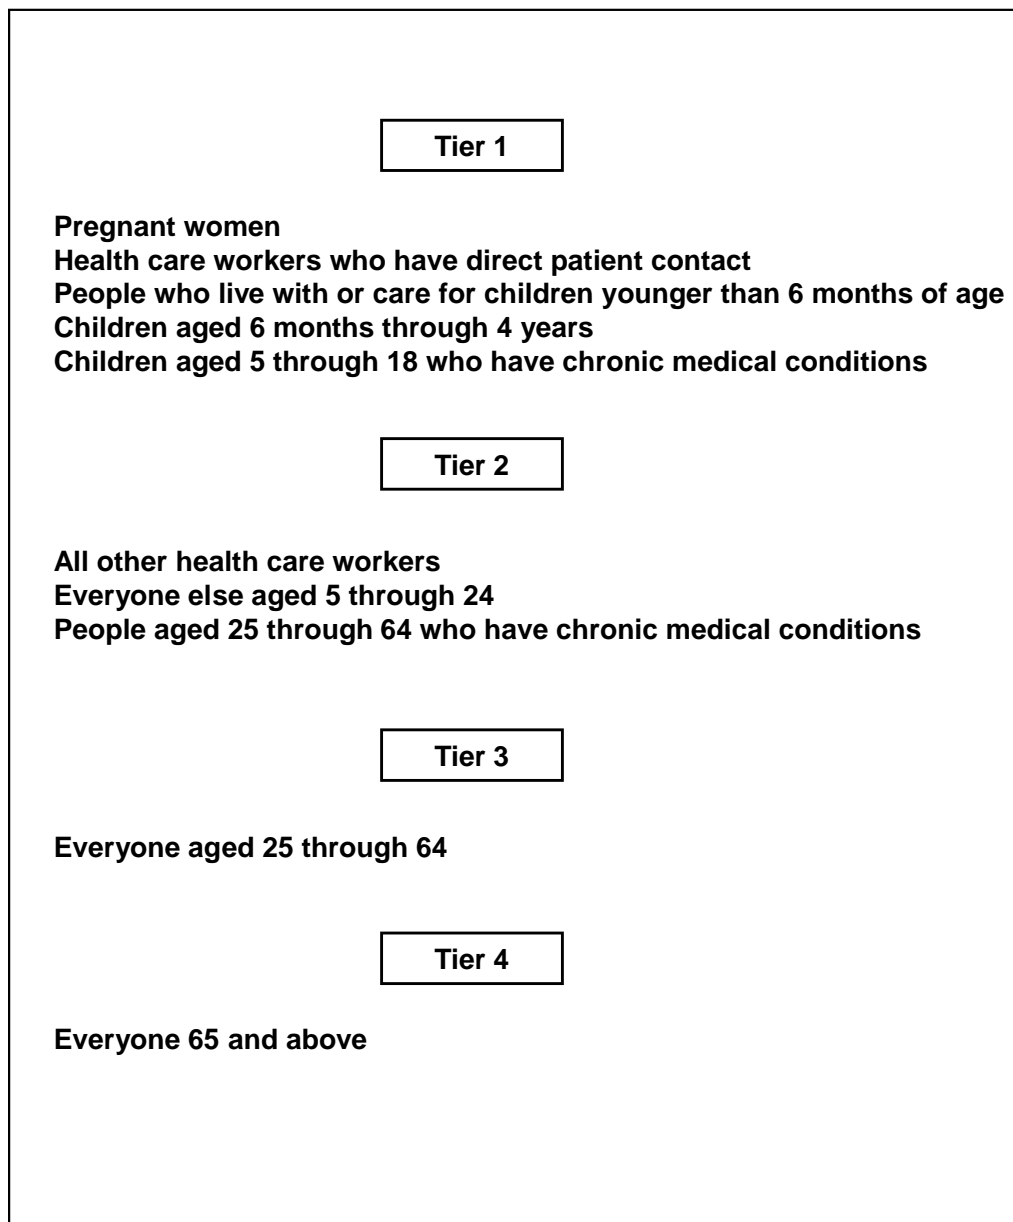 Tier 1
Pregnant women
Health care workers who have direct patient contact
People who live with or care for children younger than 6 months of age
Children aged 6 months through 4 years
Children aged 5 through 18 who have chronic medical conditions
Tier 2
All other health care workers
Everyone else aged 5 through 24
People aged 25 through 64 who have chronic medical conditions
Tier 3
Everyone aged 25 through 64
Tier 4
Everyone 65 and above